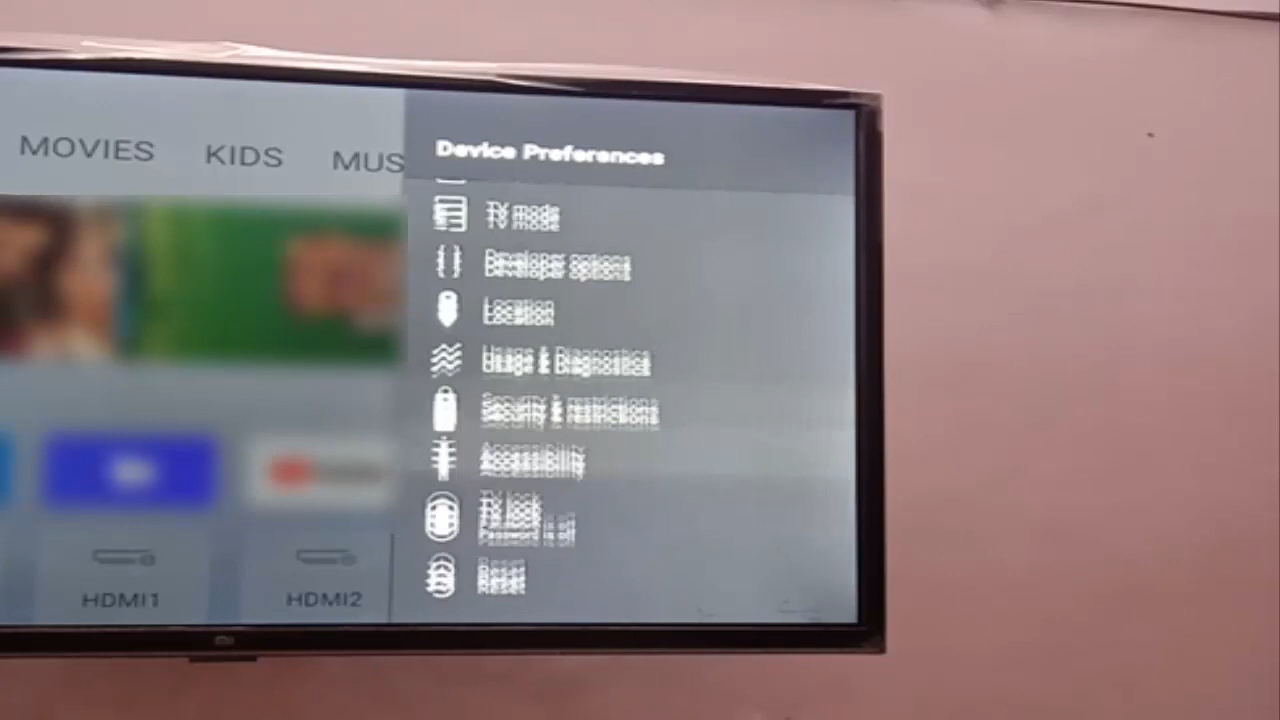 MOVIES KIDS MUS
Device Preferences
TV mode
Developer options
Location
Usage & Diagnostics
Security & restrictions
Accessibility
TV lock
Password is off
Reset
HDMI1 HDMI2
mi